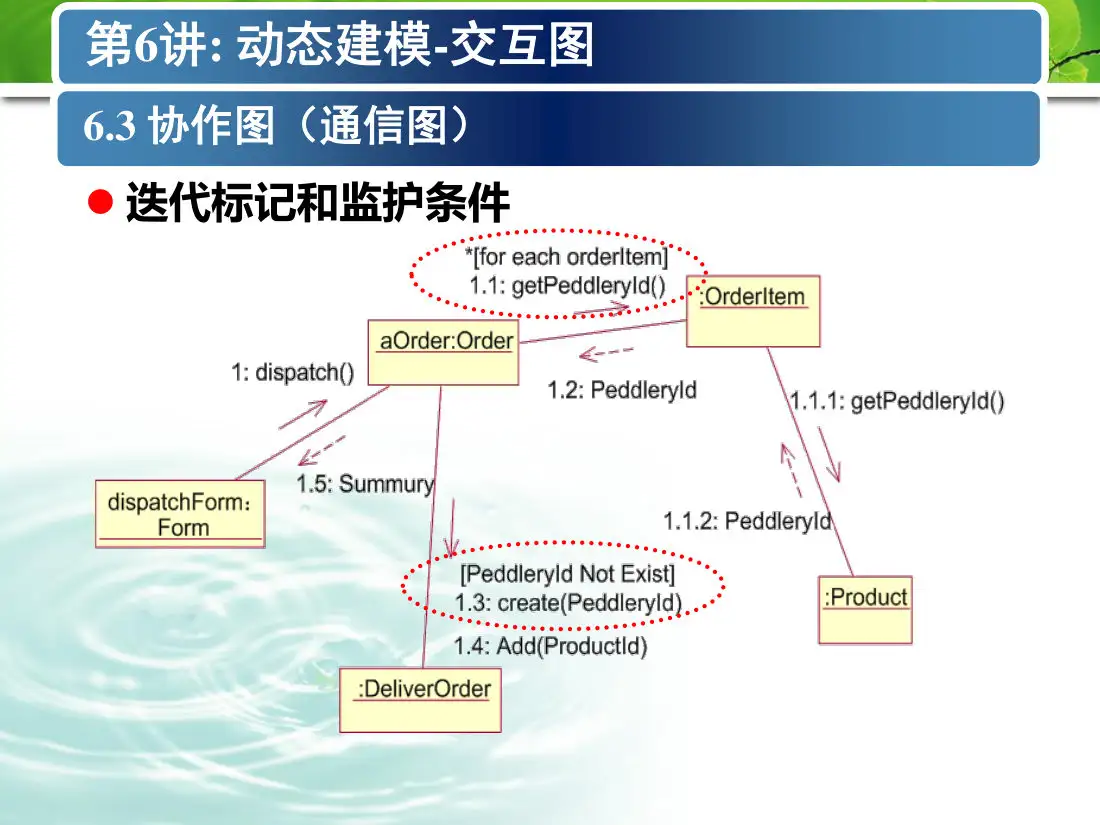 第6讲: 动态建模-交互图
6.3 协作图（通信图）
迭代标记和监护条件
*[for each orderItem]
1.1: getPeddleryId()
:OrderItem
aOrder:Order
1: dispatch()
1.2: PeddleryId
1.1.1: getPeddleryId()
1.5: Summury
dispatchForm：
Form
1.1.2: PeddleryId
[PeddleryId Not Exist]
1.3: create(PeddleryId)
:Product
1.4: Add(ProductId)
:DeliverOrder